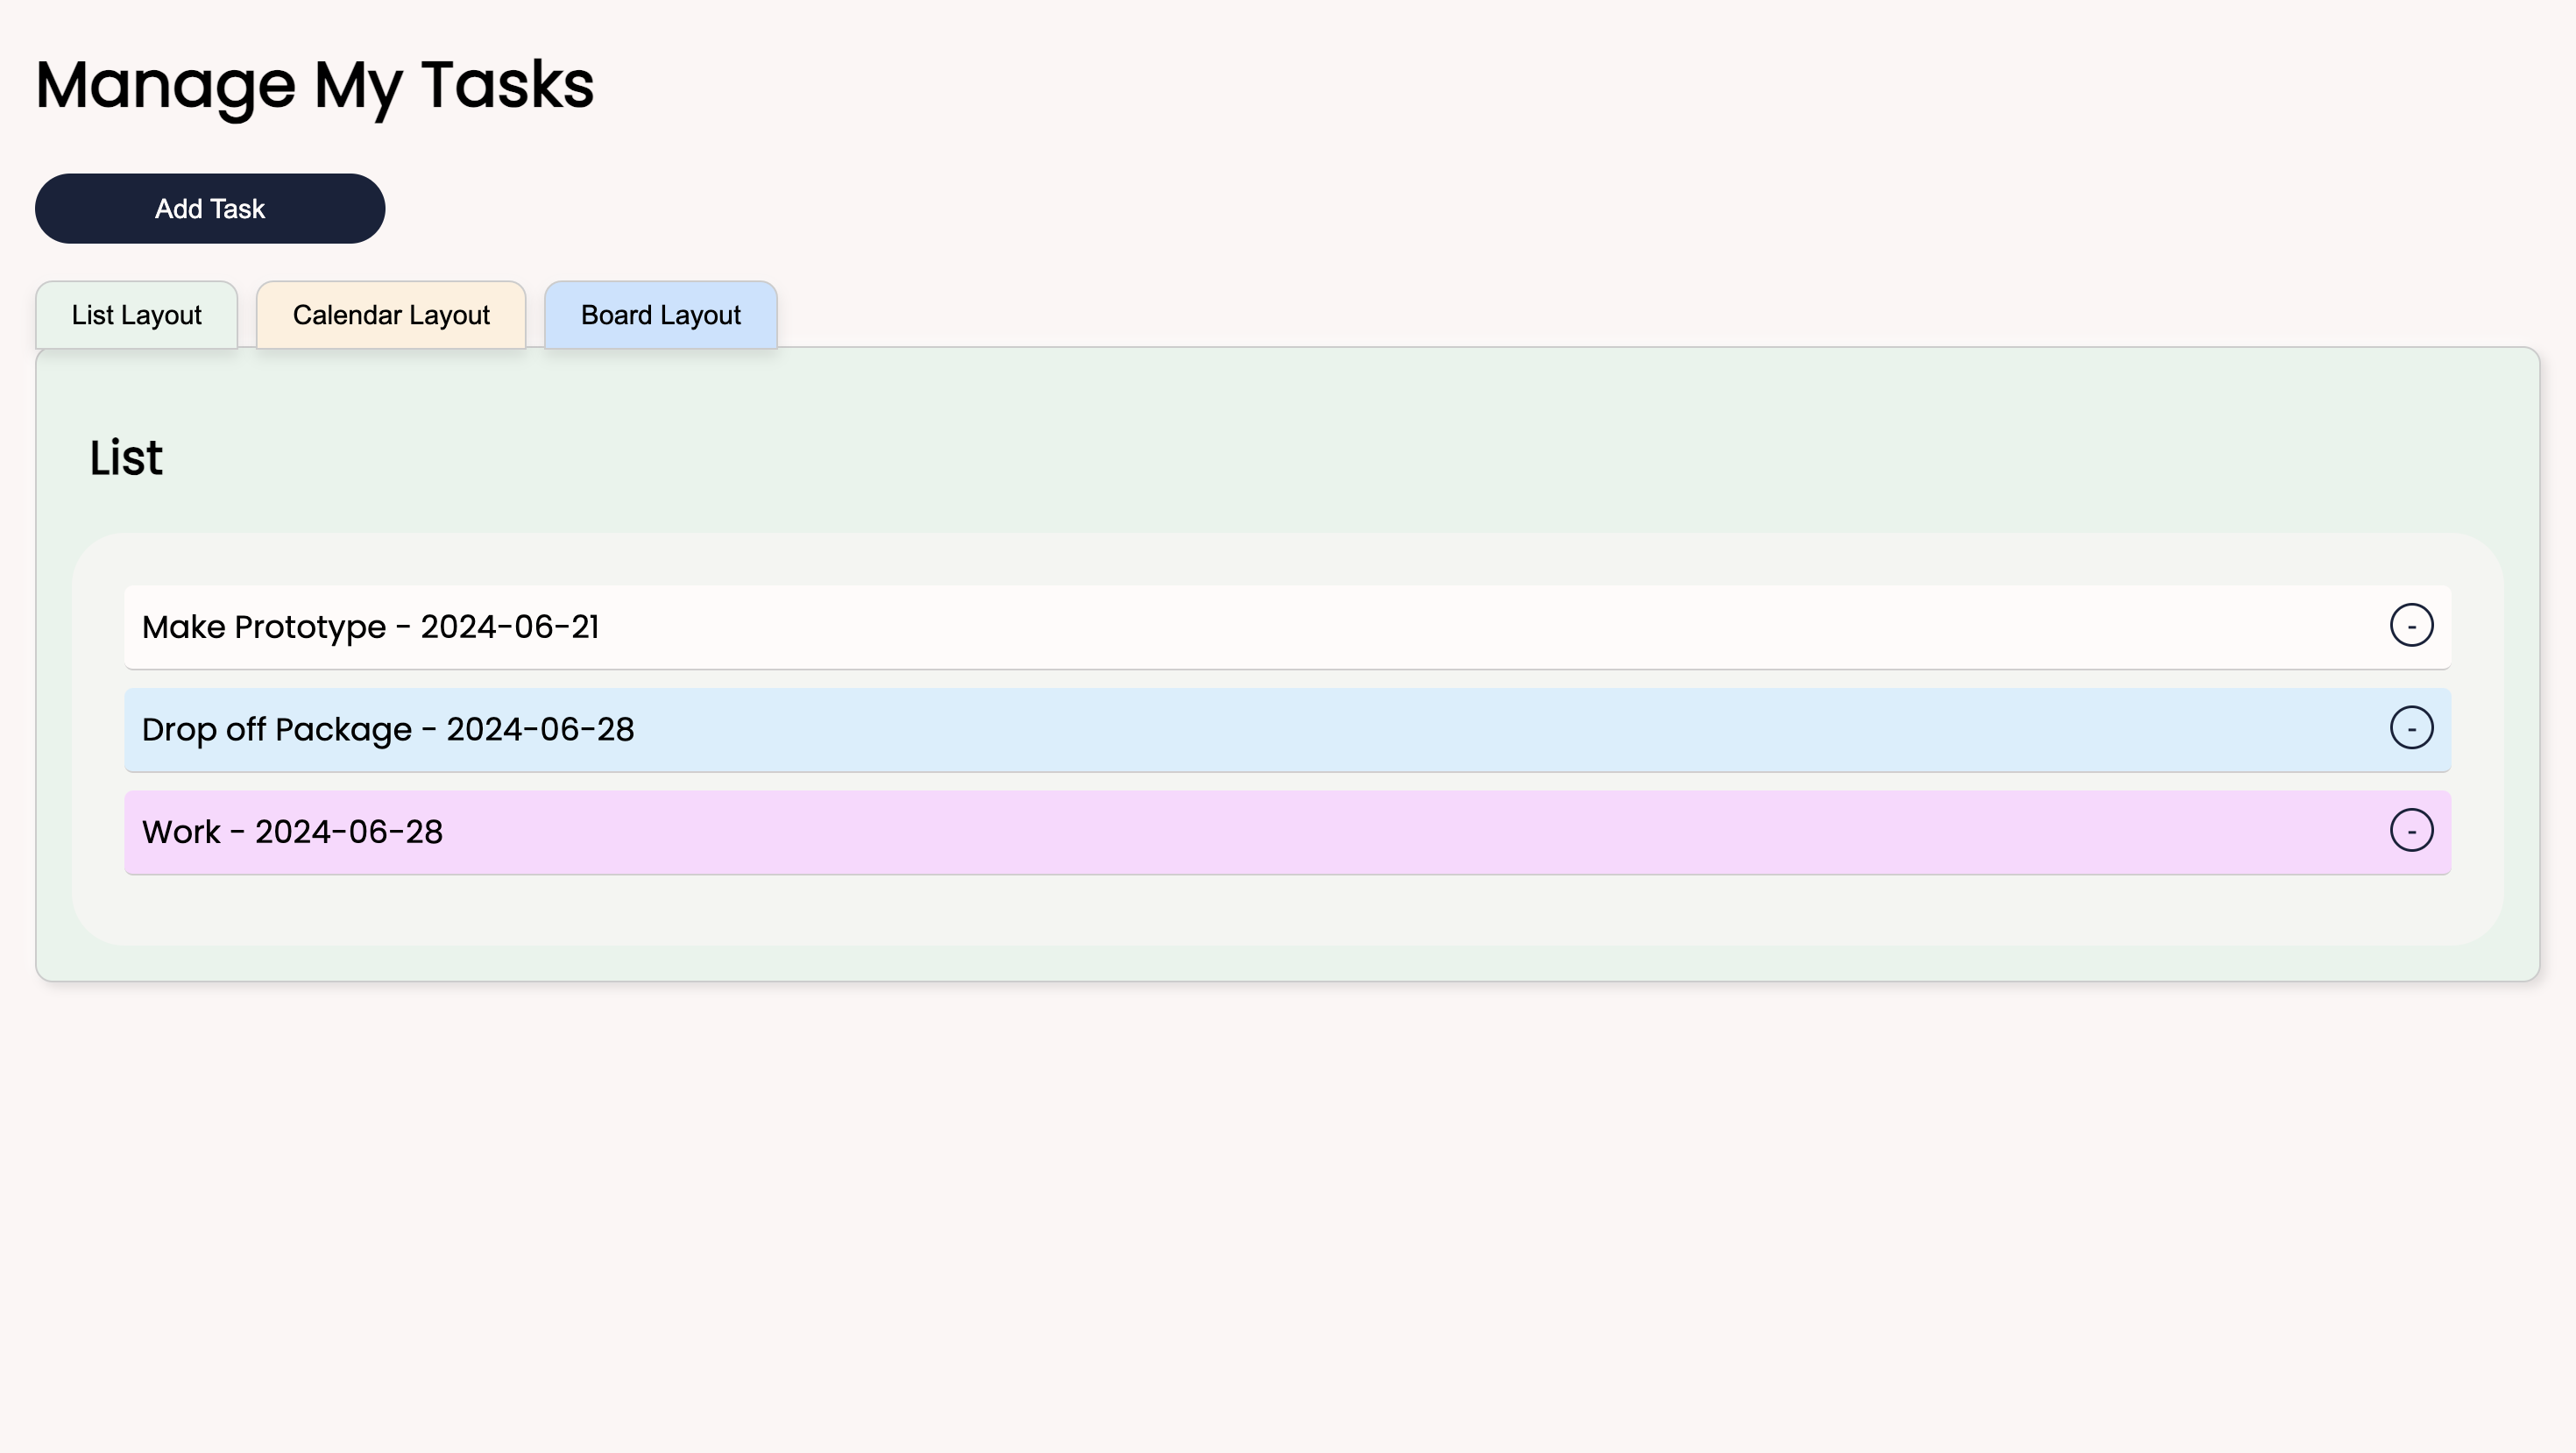 Manage My Tasks
Add Task
List Layout Calendar Layout Board Layout
List
Make Prototype - 2024-06-21 -
Drop off Package - 2024-06-28 -
Work - 2024-06-28 -